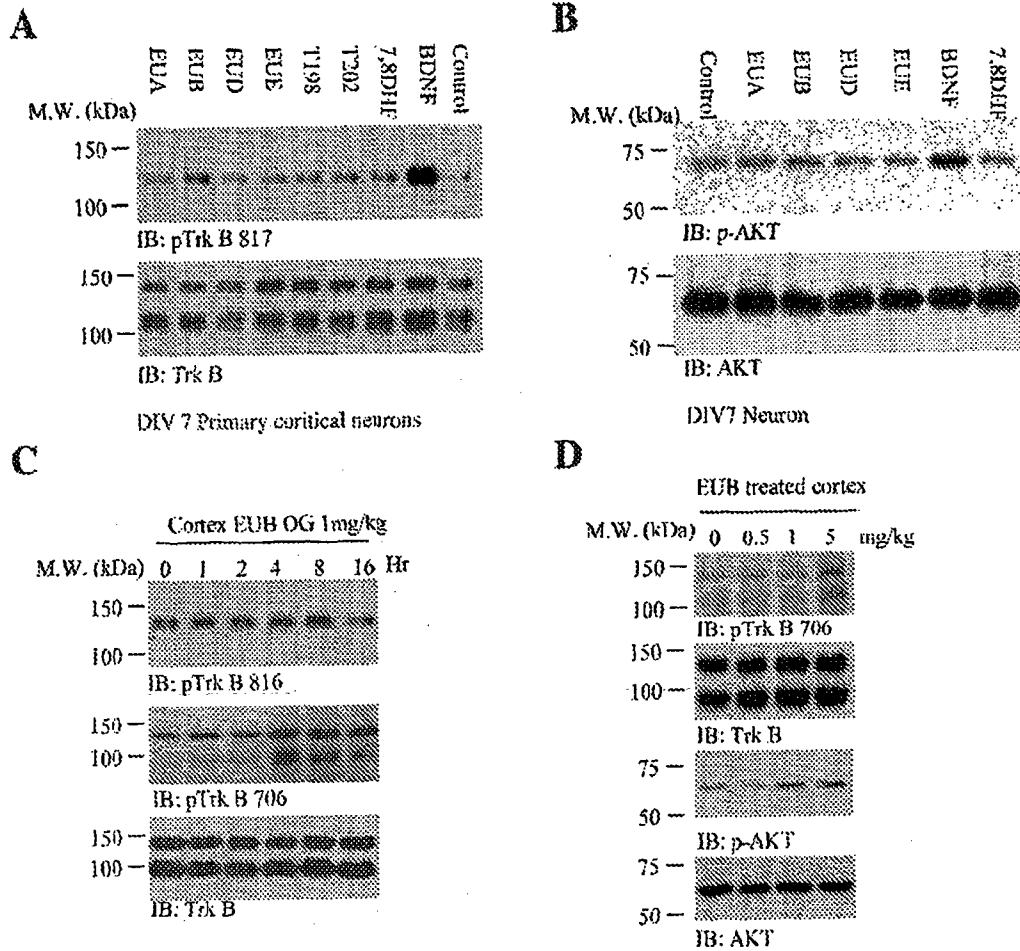 A
EUA EUB EUD EUE T198 T202 7,8DHF BDNF Control
M.W. (kDa)
150
100
IB: pTrk B 817
150
100
IB: Trk B
DIV 7 Primary coritical neurons
B
Control EUA EUB EUD EUE BDNF 7,8DHF
M.W. (kDa)
75
50
IB: p-AKT
75
50
IB: AKT
DIV7 Neuron
C
Cortex EUB OG 1mg/kg
M.W. (kDa) 0 1 2 4 8 16 Hr
150
100
IB: pTrk B 816
150
100
IB: pTrk B 706
150
100
IB: Trk B
D
EUB treated cortex
M.W. (kDa) 0 0.5 1 5 mg/kg
150
100
IB: pTrk B 706
150
100
IB: Trk B
75
50
IB: p-AKT
75
50
IB: AKT